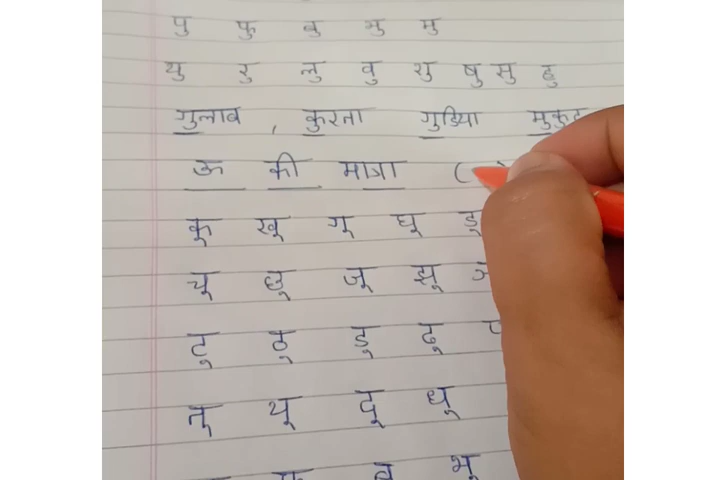 पु फु बु भु मु
यु रु लु वु शु षु सु हु
गुलाब , कुरता गुडिया मुकुट
ऊ की मात्रा (
कू खू गू घू ङू
चू छू जू झू
टू ठू डू ढू
तू थू दू धू
ब भू